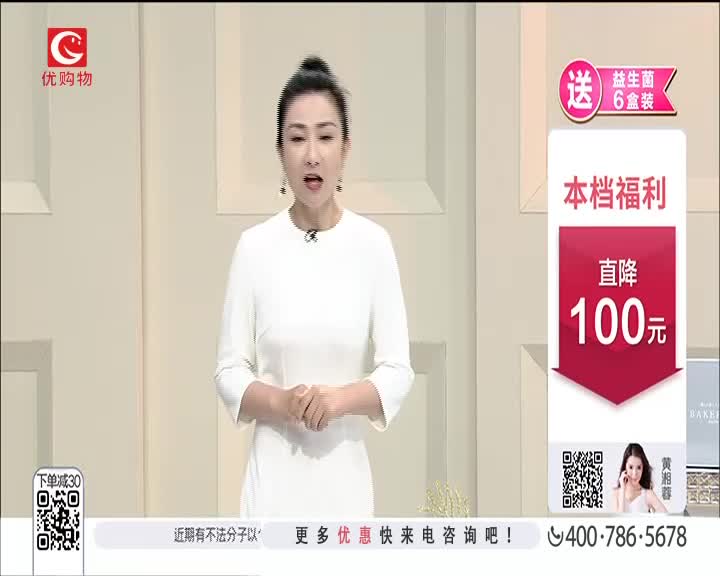 优购物
送
益生菌
6盒装
本档福利
直降
100元
黄湘蓉
下单减30
近期有不法分子以
更多优惠快来电咨询吧！
400-786-5678
BAKE